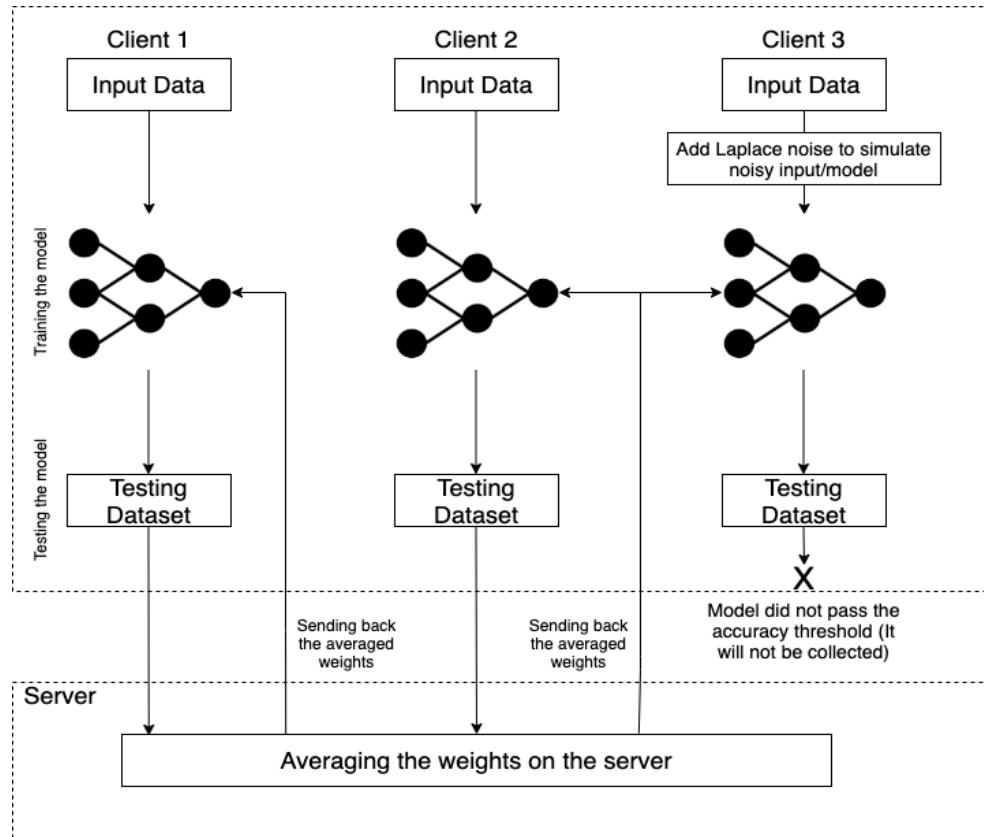 Client 1
Client 2
Client 3
Input Data
Input Data
Input Data
Add Laplace noise to simulate
noisy input/model
Training the model
Testing the model
Testing
Dataset
Testing
Dataset
Testing
Dataset
X
Model did not pass the
accuracy threshold (It
will not be collected)
Sending back
the averaged
weights
Sending back
the averaged
weights
Server
Averaging the weights on the server